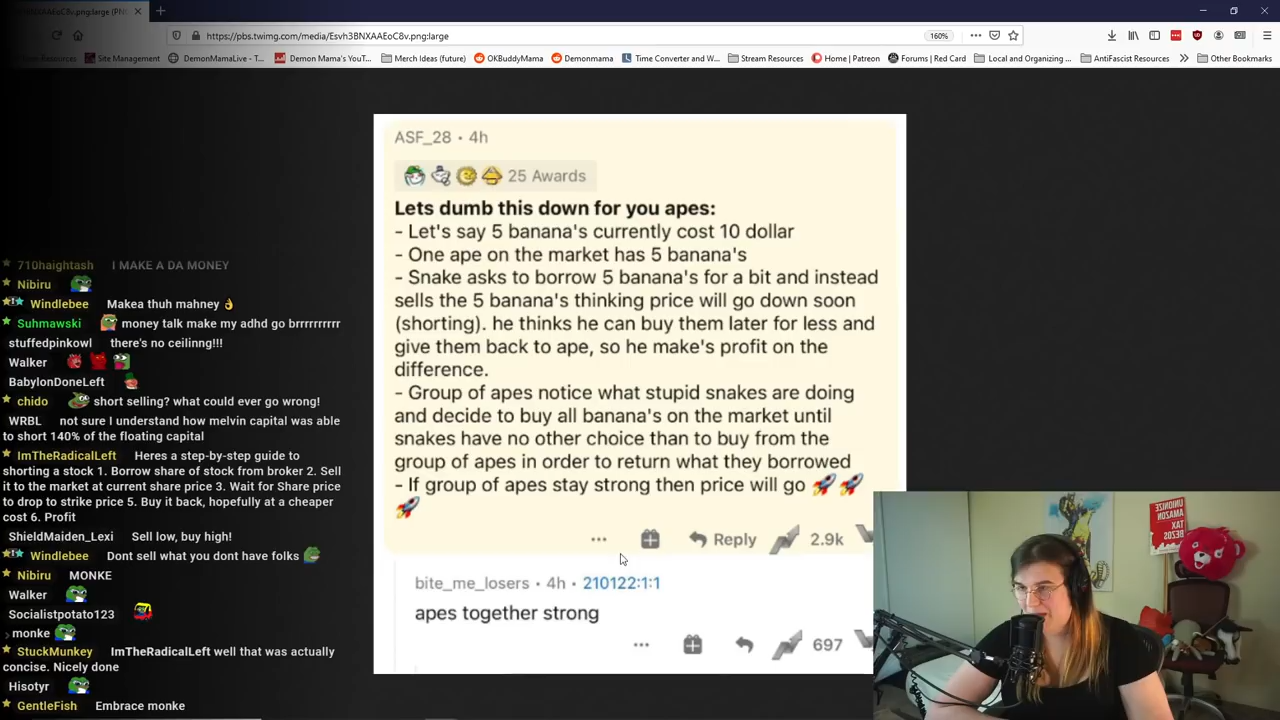 https://pbs.twimg.com/media/Esvh3BNXAAEoC8v.png:large
160%
Site Management
DemonMamaLive - T...
Demon Mama's YouT...
Merch Ideas (future)
OKBuddyMama
Demonmama
Time Converter and W...
Stream Resources
Home | Patreon
Forums | Red Card
Local and Organizing ...
AntiFascist Resources
Other Bookmarks
ASF_28 • 4h
25 Awards
Lets dumb this down for you apes:
- Let's say 5 banana's currently cost 10 dollar
- One ape on the market has 5 banana's
- Snake asks to borrow 5 banana's for a bit and instead
sells the 5 banana's thinking price will go down soon
(shorting). he thinks he can buy them later for less and
give them back to ape, so he make's profit on the
difference.
- Group of apes notice what stupid snakes are doing
and decide to buy all banana's on the market until
snakes have no other choice than to buy from the
group of apes in order to return what they borrowed
- If group of apes stay strong then price will go 🚀🚀
🚀
Reply
2.9k
bite_me_losers • 4h • 210122:1:1
apes together strong
697
710haightash I MAKE A DA MONEY
Nibiru
Windlebee Makea thuh mahney 👌
Suhmawski money talk make my adhd go brrrrrrrrr
stuffedpinkowl there's no ceilinng!!!
Walker
BabylonDoneLeft
chido short selling? what could ever go wrong!
WRBL not sure I understand how melvin capital was able
to short 140% of the floating capital
ImTheRadicalLeft Heres a step-by-step guide to
shorting a stock 1. Borrow share of stock from broker 2. Sell
it to the market at current share price 3. Wait for Share price
to drop to strike price 5. Buy it back, hopefully at a cheaper
cost 6. Profit
ShieldMaiden_Lexi Sell low, buy high!
Windlebee Dont sell what you dont have folks
Nibiru MONKE
Walker
Socialistpotato123
monke
StuckMunkey ImTheRadicalLeft well that was actually
concise. Nicely done
Hisotyr
GentleFish Embrace monke
UNIONIZE
AMAZON
TAX
BEZOS